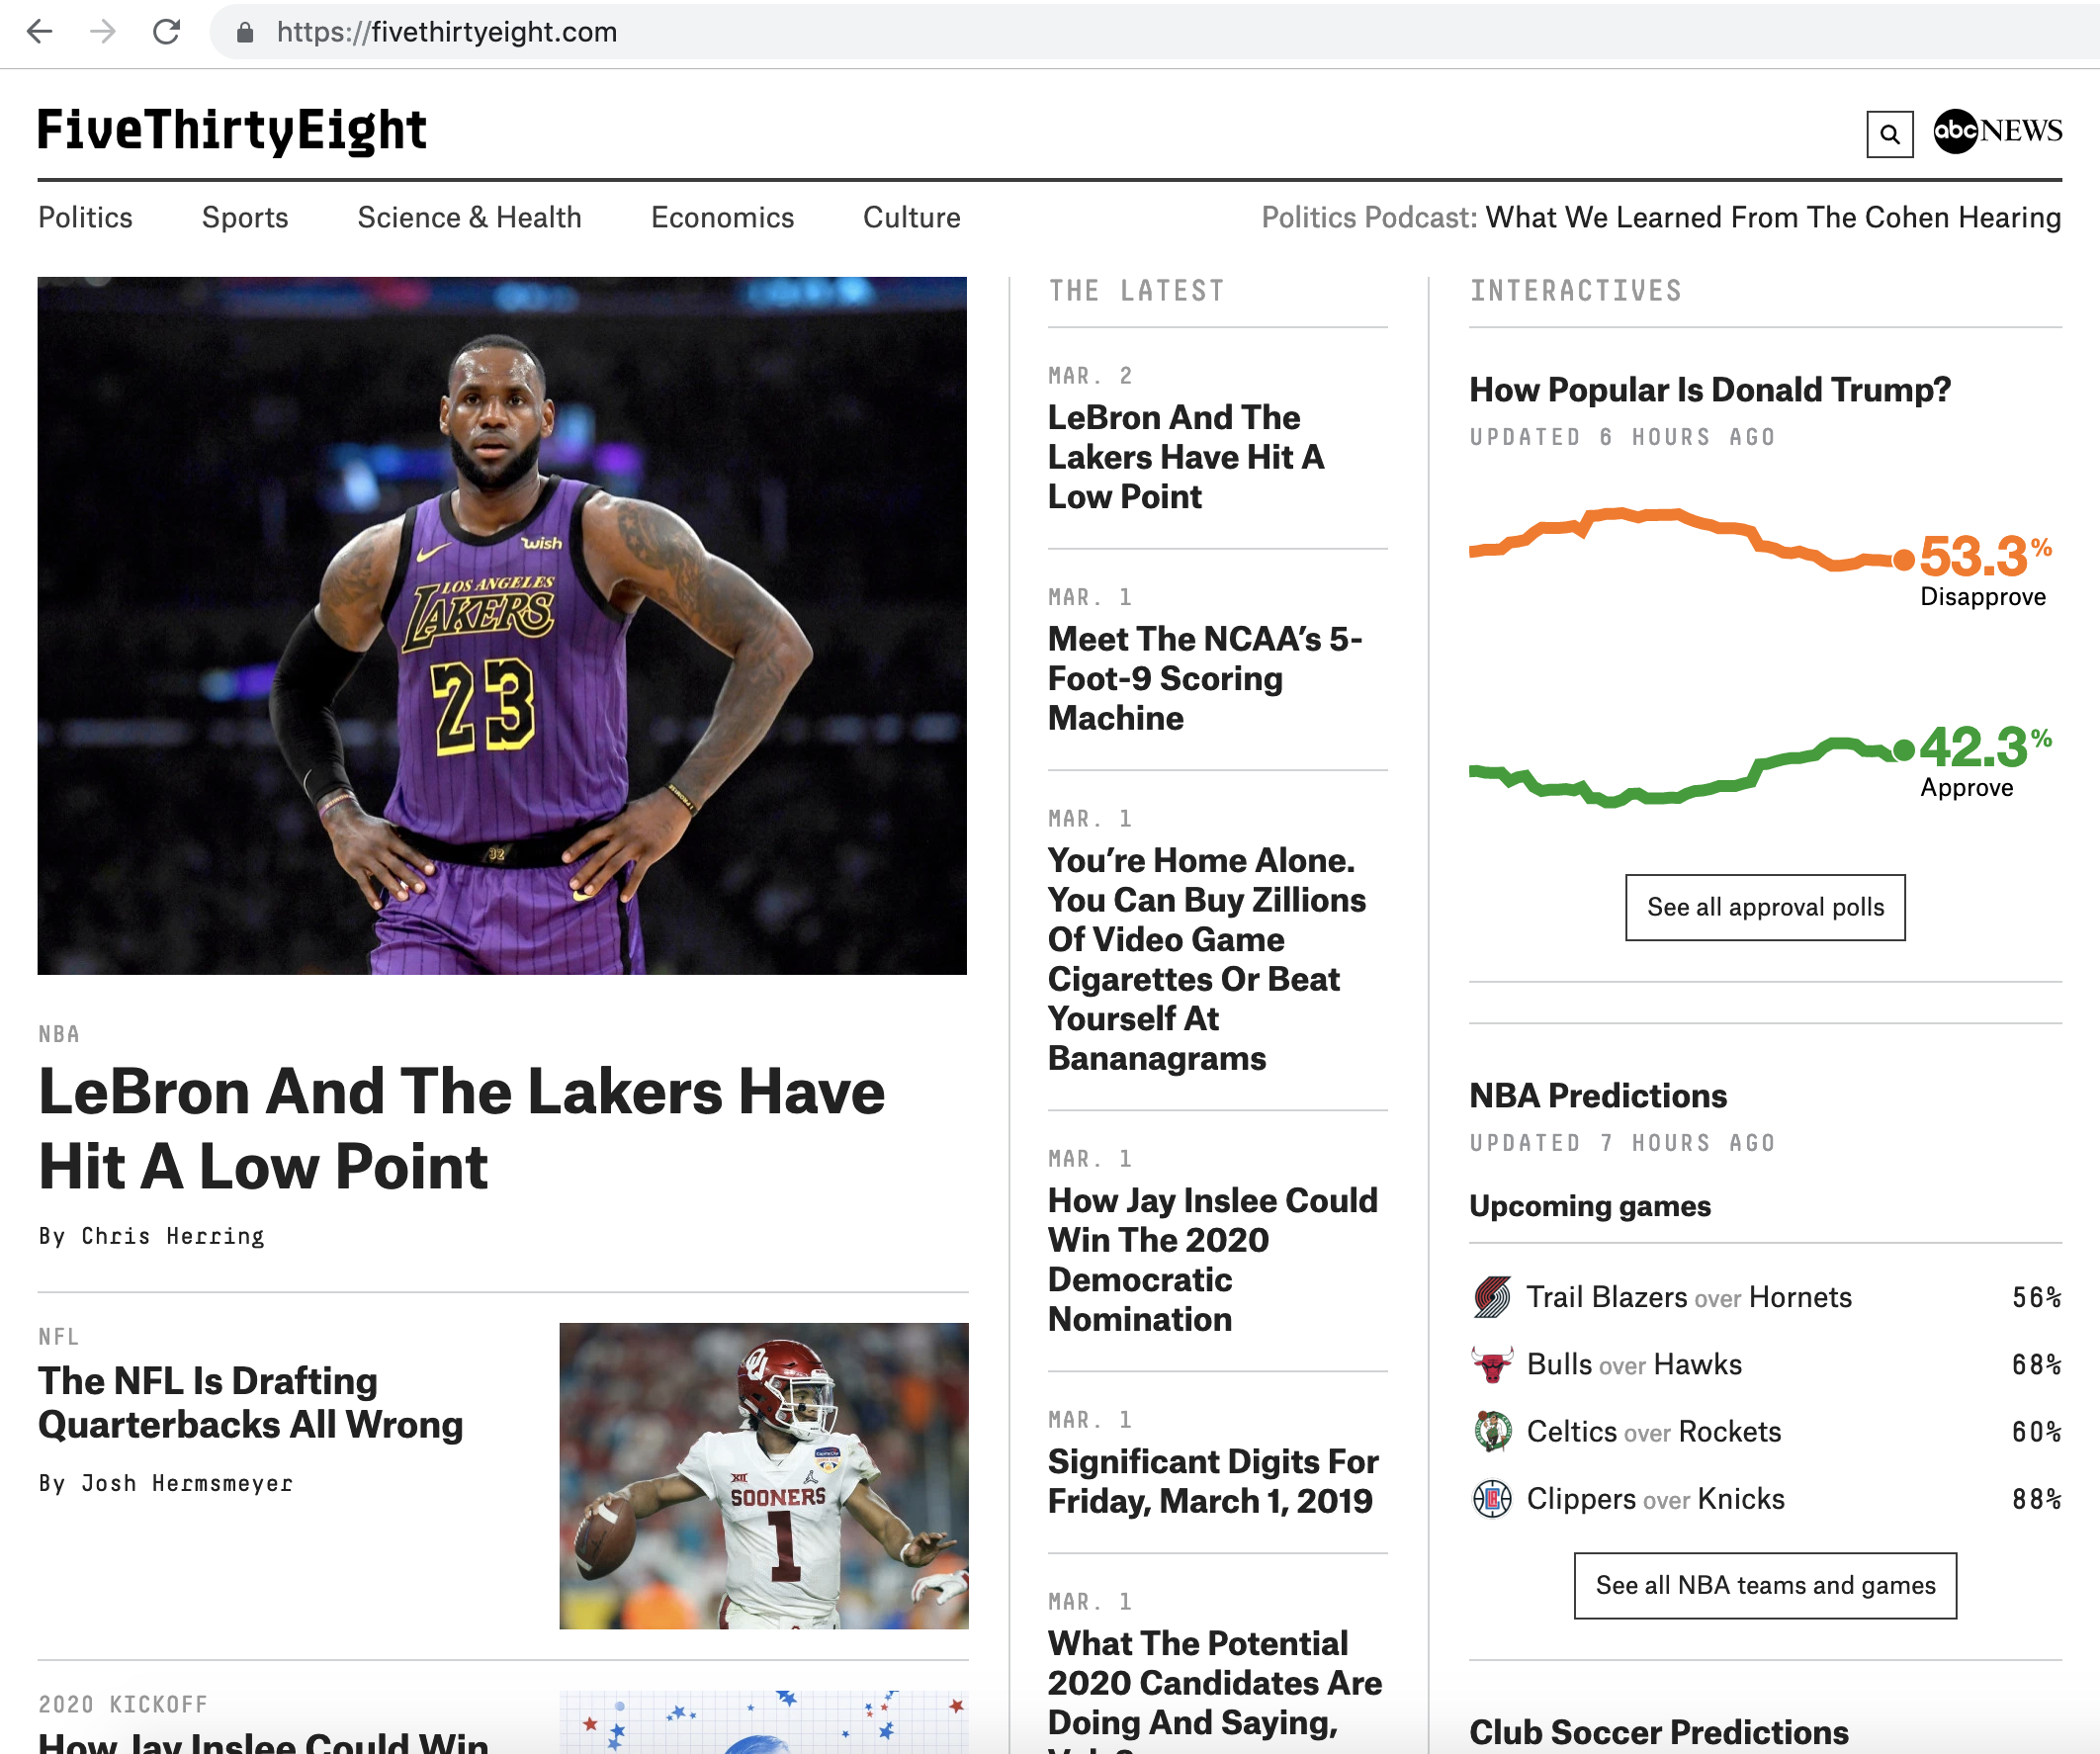 https://fivethirtyeight.com
FiveThirtyEight
abc NEWS
Politics
Sports
Science & Health
Economics
Culture
Politics Podcast: What We Learned From The Cohen Hearing
wish
LOS ANGELES
LAKERS
23
32
NBA
LeBron And The Lakers Have
Hit A Low Point
By Chris Herring
NFL
The NFL Is Drafting
Quarterbacks All Wrong
By Josh Hermsmeyer
OU
XII
SOONERS
1
2020 KICKOFF
How Jay Inslee Could Win
THE LATEST
MAR. 2
LeBron And The
Lakers Have Hit A
Low Point
MAR. 1
Meet The NCAA’s 5-
Foot-9 Scoring
Machine
MAR. 1
You’re Home Alone.
You Can Buy Zillions
Of Video Game
Cigarettes Or Beat
Yourself At
Bananagrams
MAR. 1
How Jay Inslee Could
Win The 2020
Democratic
Nomination
MAR. 1
Significant Digits For
Friday, March 1, 2019
MAR. 1
What The Potential
2020 Candidates Are
Doing And Saying,
INTERACTIVES
How Popular Is Donald Trump?
UPDATED 6 HOURS AGO
53.3%
Disapprove
42.3%
Approve
See all approval polls
NBA Predictions
UPDATED 7 HOURS AGO
Upcoming games
Trail Blazers over Hornets 56%
Bulls over Hawks 68%
Celtics over Rockets 60%
Clippers over Knicks 88%
See all NBA teams and games
Club Soccer Predictions